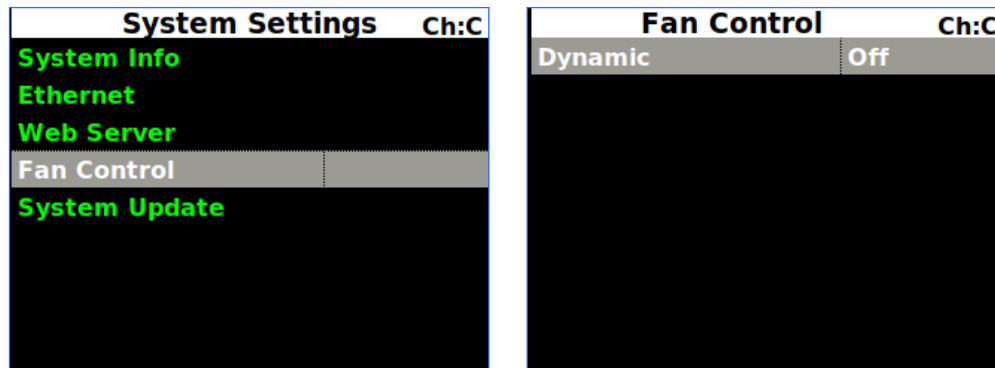 System Settings Ch:C
System Info
Ethernet
Web Server
Fan Control
System Update
Fan Control Ch:C
Dynamic Off